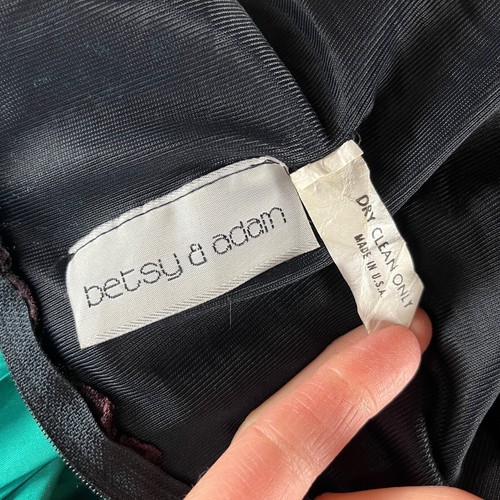 betsy & adam
DRY CLEAN ONLY
MADE IN U.S.A